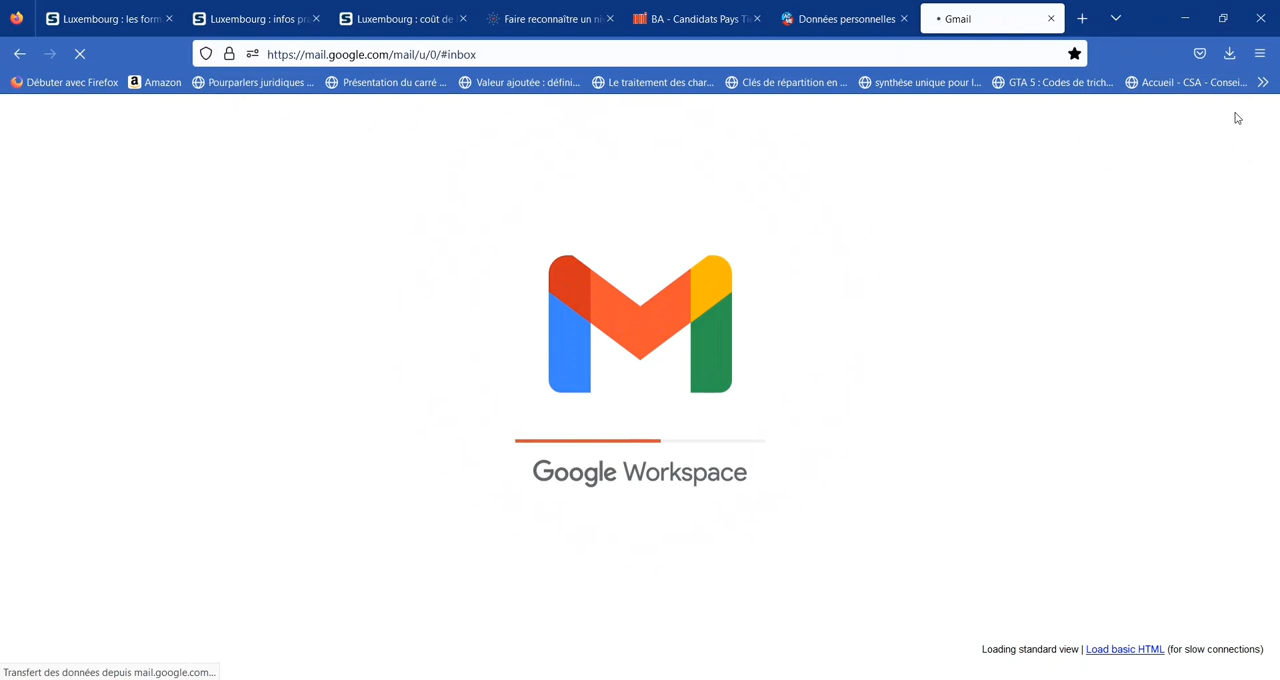 Luxembourg : les form
Luxembourg : infos pra
Luxembourg : coût de
Faire reconnaître un ni
BA - Candidats Pays Tie
Données personnelles
• Gmail
https://mail.google.com/mail/u/0/#inbox
Débuter avec Firefox
Amazon
Pourparlers juridiques ...
Présentation du carré ...
Valeur ajoutée : défini...
Le traitement des char...
Clés de répartition en ...
synthèse unique pour l...
GTA 5 : Codes de trich...
Accueil - CSA - Consei...
Google Workspace
Loading standard view | Load basic HTML (for slow connections)
Transfert des données depuis mail.google.com...